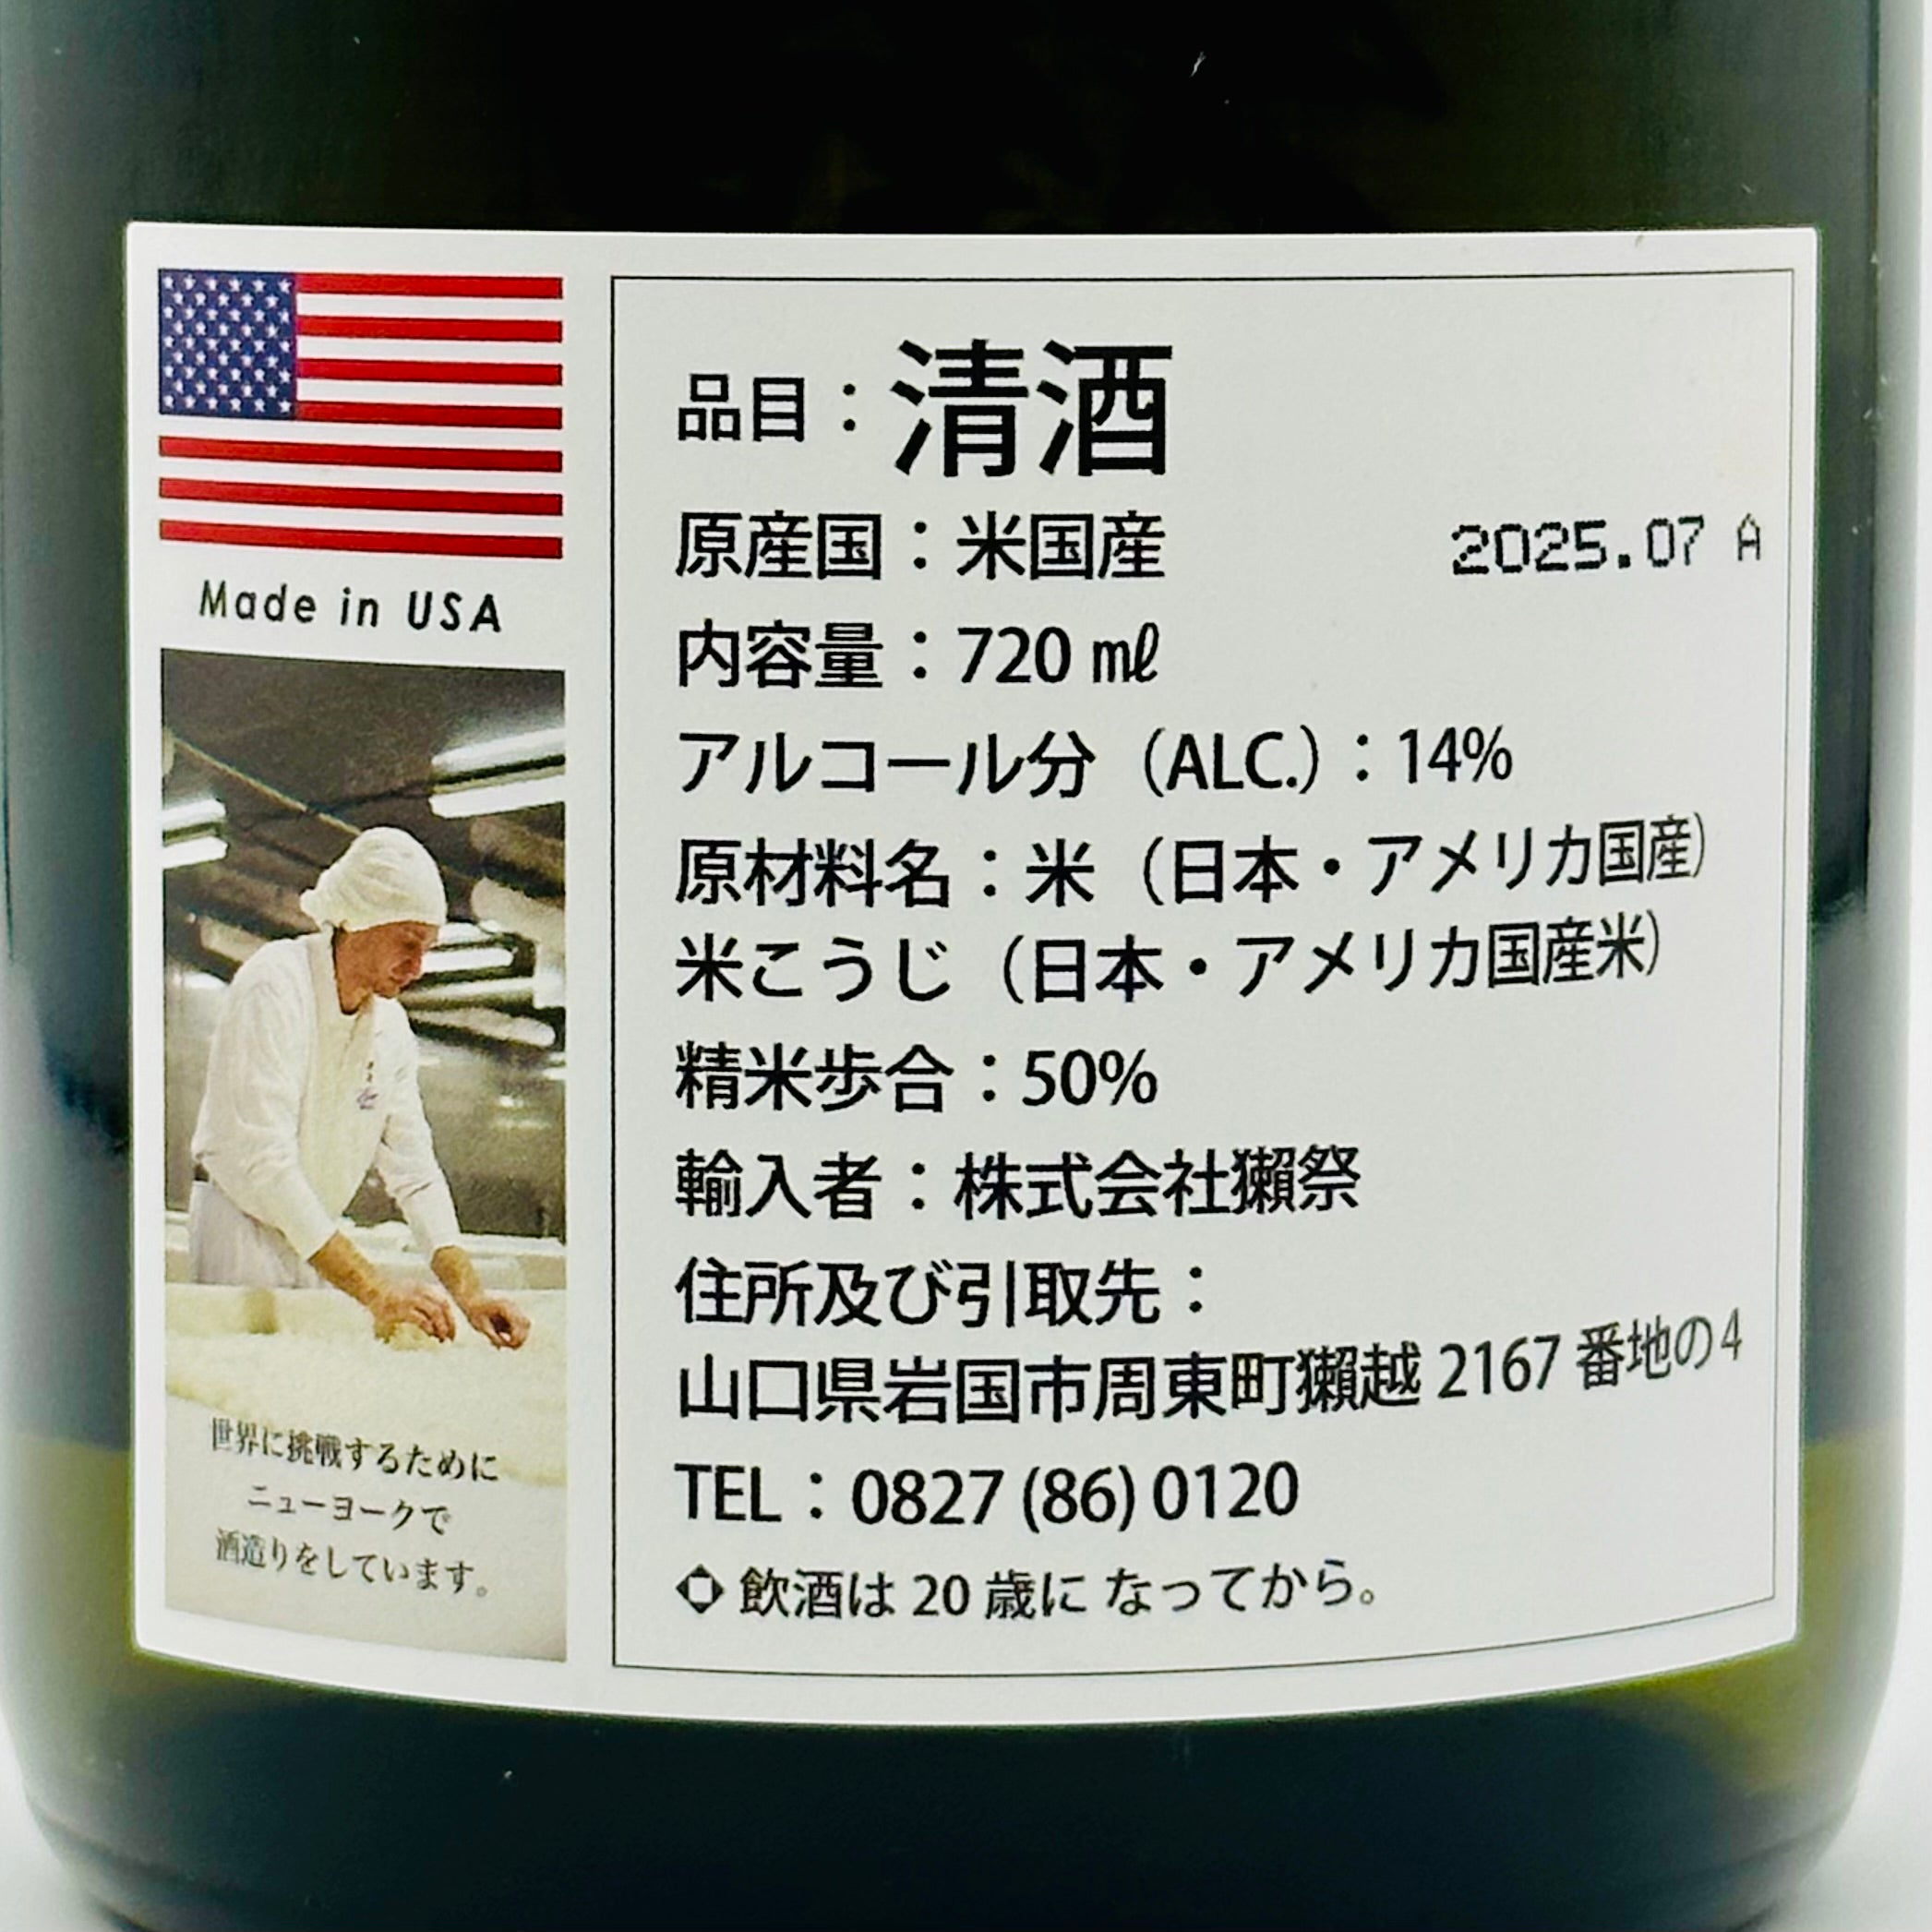 Made in USA
世界に挑戦するために
ニューヨークで
酒造りをしています。
品目：清酒
原産国：米国産
2025.07 A
内容量：720 ㎖
アルコール分（ALC.）：14%
原材料名：米（日本・アメリカ国産）
米こうじ（日本・アメリカ国産米）
精米歩合：50%
輸入者：株式会社獺祭
住所及び引取先：
山口県岩国市周東町獺越 2167 番地の4
TEL：0827 (86) 0120
◇ 飲酒は 20 歳に なってから。